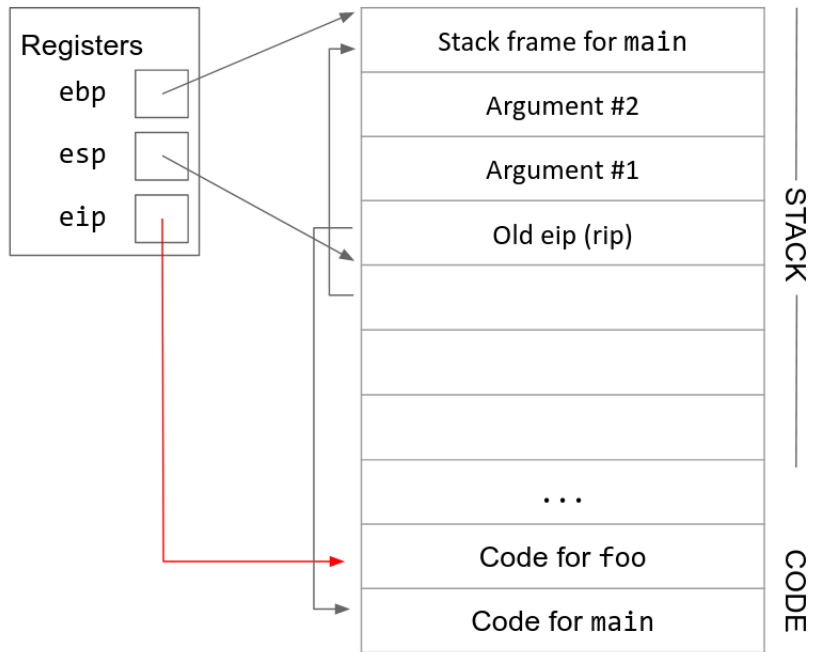 Registers
ebp
esp
eip
Stack frame for main
Argument #2
Argument #1
Old eip (rip)
...
Code for foo
Code for main
STACK
CODE